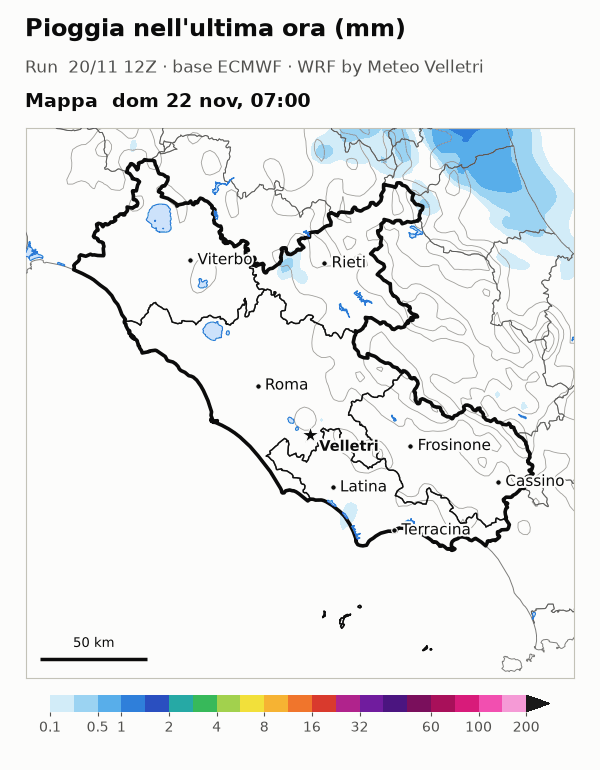 Pioggia nell'ultima ora (mm)
Run  20/11 12Z · base ECMWF · WRF by Meteo Velletri
Mappa  dom 22 nov, 07:00
Viterbo
Rieti
Roma
Velletri
Frosinone
Latina
Cassino
Terracina
50 km
0.1 0.5 1 2 4 8 16 32 60 100 200